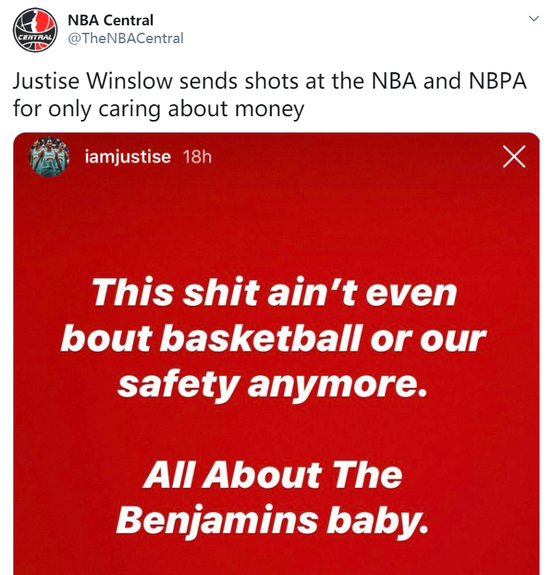 NBA Central
@TheNBACentral
Justise Winslow sends shots at the NBA and NBPA
for only caring about money
CENTRAL
iamjustise 18h
This shit ain't even
bout basketball or our
safety anymore.
All About The
Benjamins baby.